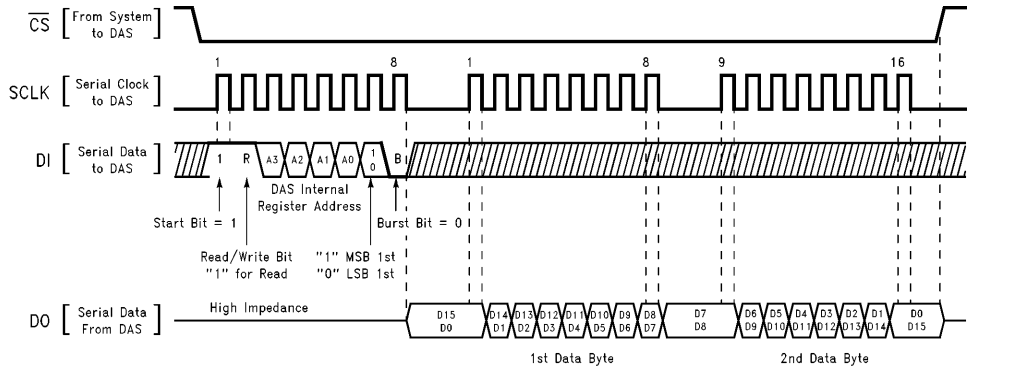 CS [ From System to DAS ]
1 8 1 8 9 16
SCLK [ Serial Clock to DAS ]
DI [ Serial Data to DAS ]
1 R A3 A2 A1 A0 1 0 B
DAS Internal
Register Address
Start Bit = 1
Burst Bit = 0
Read/Write Bit
"1" for Read
"1" MSB 1st
"0" LSB 1st
High Impedance
DO [ Serial Data From DAS ]
D15 D14 D13 D12 D11 D10 D9 D8 D7 D6 D5 D4 D3 D2 D1 D0
D0 D1 D2 D3 D4 D5 D6 D7 D8 D9 D10 D11 D12 D13 D14 D15
1st Data Byte
2nd Data Byte